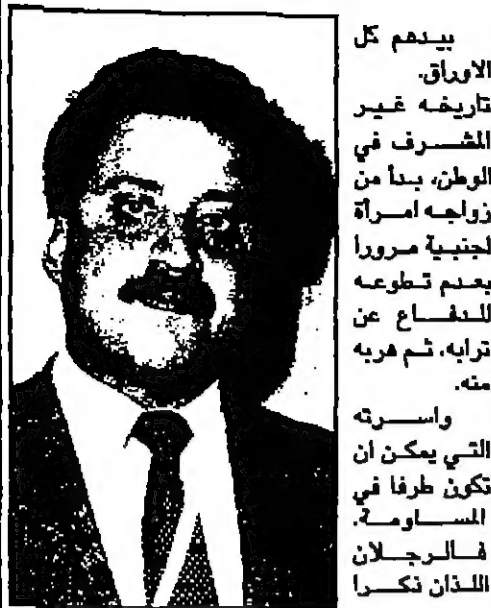 بيدهم كل
الاوراق.
تاريخه غير
المشرف في
الوطن، بدأ من
زواجه امرأة
اجنبية مرورا
بعدم تطوعه
للدفاع عن
ترابه، ثم هربه
منه.
واسرته
التي يمكن ان
تكون طرفا في
المساومة.
فالرجلان
اللذان ذكرا